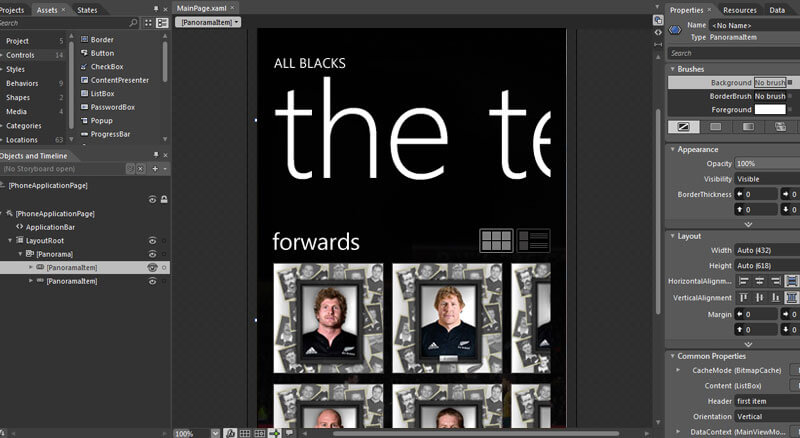 Projects
Assets
States
Search
Project 5
Controls 14
Styles
Behaviors 9
Shapes 2
Media 4
Categories
Locations 63
Border
Button
CheckBox
ContentPresenter
ListBox
PasswordBox
Popup
ProgressBar
Objects and Timeline
(No Storyboard open)
[PhoneApplicationPage]
[PhoneApplicationPage]
ApplicationBar
LayoutRoot
[Panorama]
[PanoramaItem]
[PanoramaItem]
MainPage.xaml
[PanoramaItem]
ALL BLACKS
the te
forwards
100%
Properties
Resources
Data
Name <No Name>
Type PanoramaItem
Search
Brushes
Background No brush
BorderBrush No brush
Foreground
Appearance
Opacity 100%
Visibility Visible
BorderThickness 0 0
0 0
Layout
Width Auto (432)
Height Auto (618)
HorizontalAlignm...
VerticalAlignment
Margin 0 0
0 0
Common Properties
CacheMode (BitmapCache)
Content (ListBox)
Header first item
Orientation Vertical
DataContext (MainViewMo...